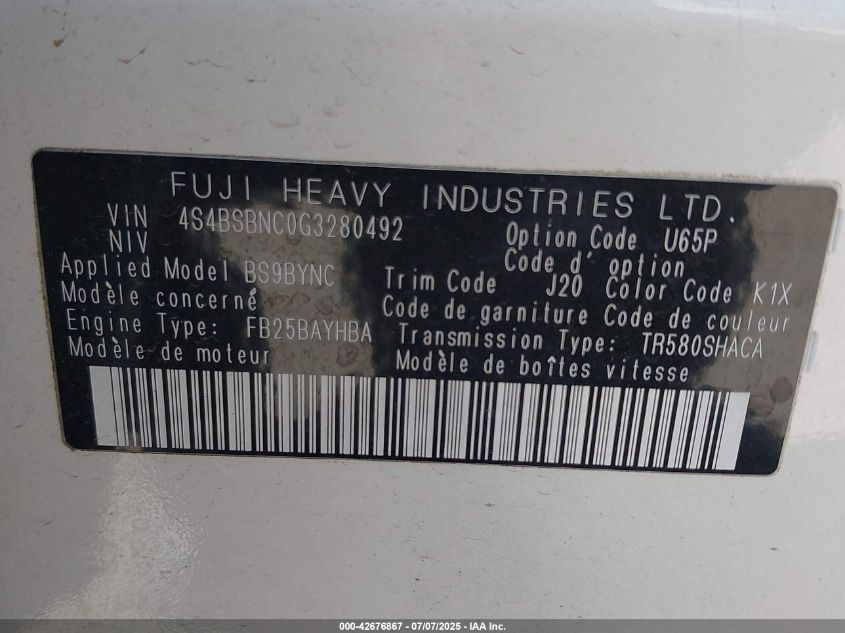 FUJI HEAVY INDUSTRIES LTD.
VIN 4S4BSBNC0G3280492
NIV
Option Code U65P
Code d' option
Applied Model BS9BYNC
Modèle concerné
Trim Code J20 Color Code K1X
Code de garniture Code de couleur
Engine Type: FB25BAYHBA
Modèle de moteur
Transmission Type: TR580SHACA
Modèle de boîtes vitesse
000-42676867 - 07/07/2025 - IAA Inc.